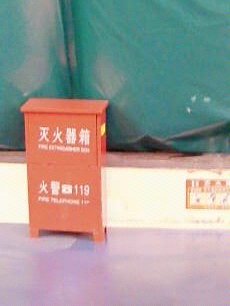 灭火器箱
FIRE EXTINGUISHER BOX
火警☎119
FIRE TELEPHONE 119